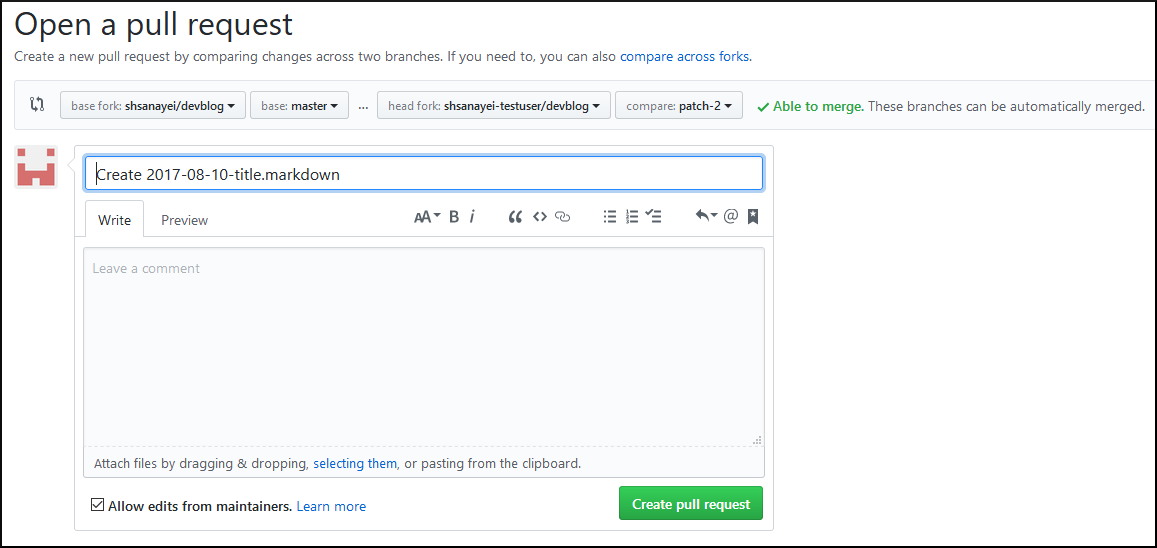 Open a pull request
Create a new pull request by comparing changes across two branches. If you need to, you can also compare across forks.
base fork: shsanayei/devblog base: master ... head fork: shsanayei-testuser/devblog compare: patch-2 Able to merge. These branches can be automatically merged.
Create 2017-08-10-title.markdown
Write Preview AA B i @
Leave a comment
Attach files by dragging & dropping, selecting them, or pasting from the clipboard.
Allow edits from maintainers. Learn more Create pull request